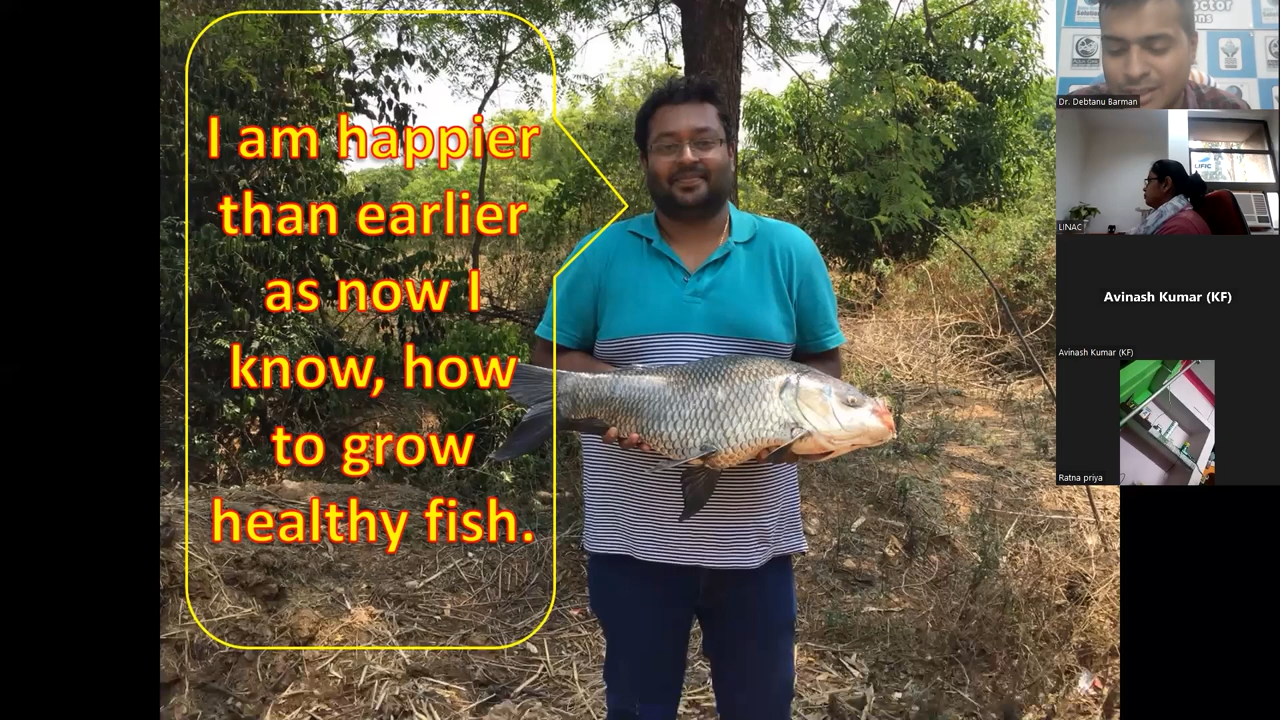 I am happier
than earlier
as now I
know, how
to grow
healthy fish.
Dr. Debtanu Barman
LINAC
Avinash Kumar (KF)
Avinash Kumar (KF)
Ratna priya